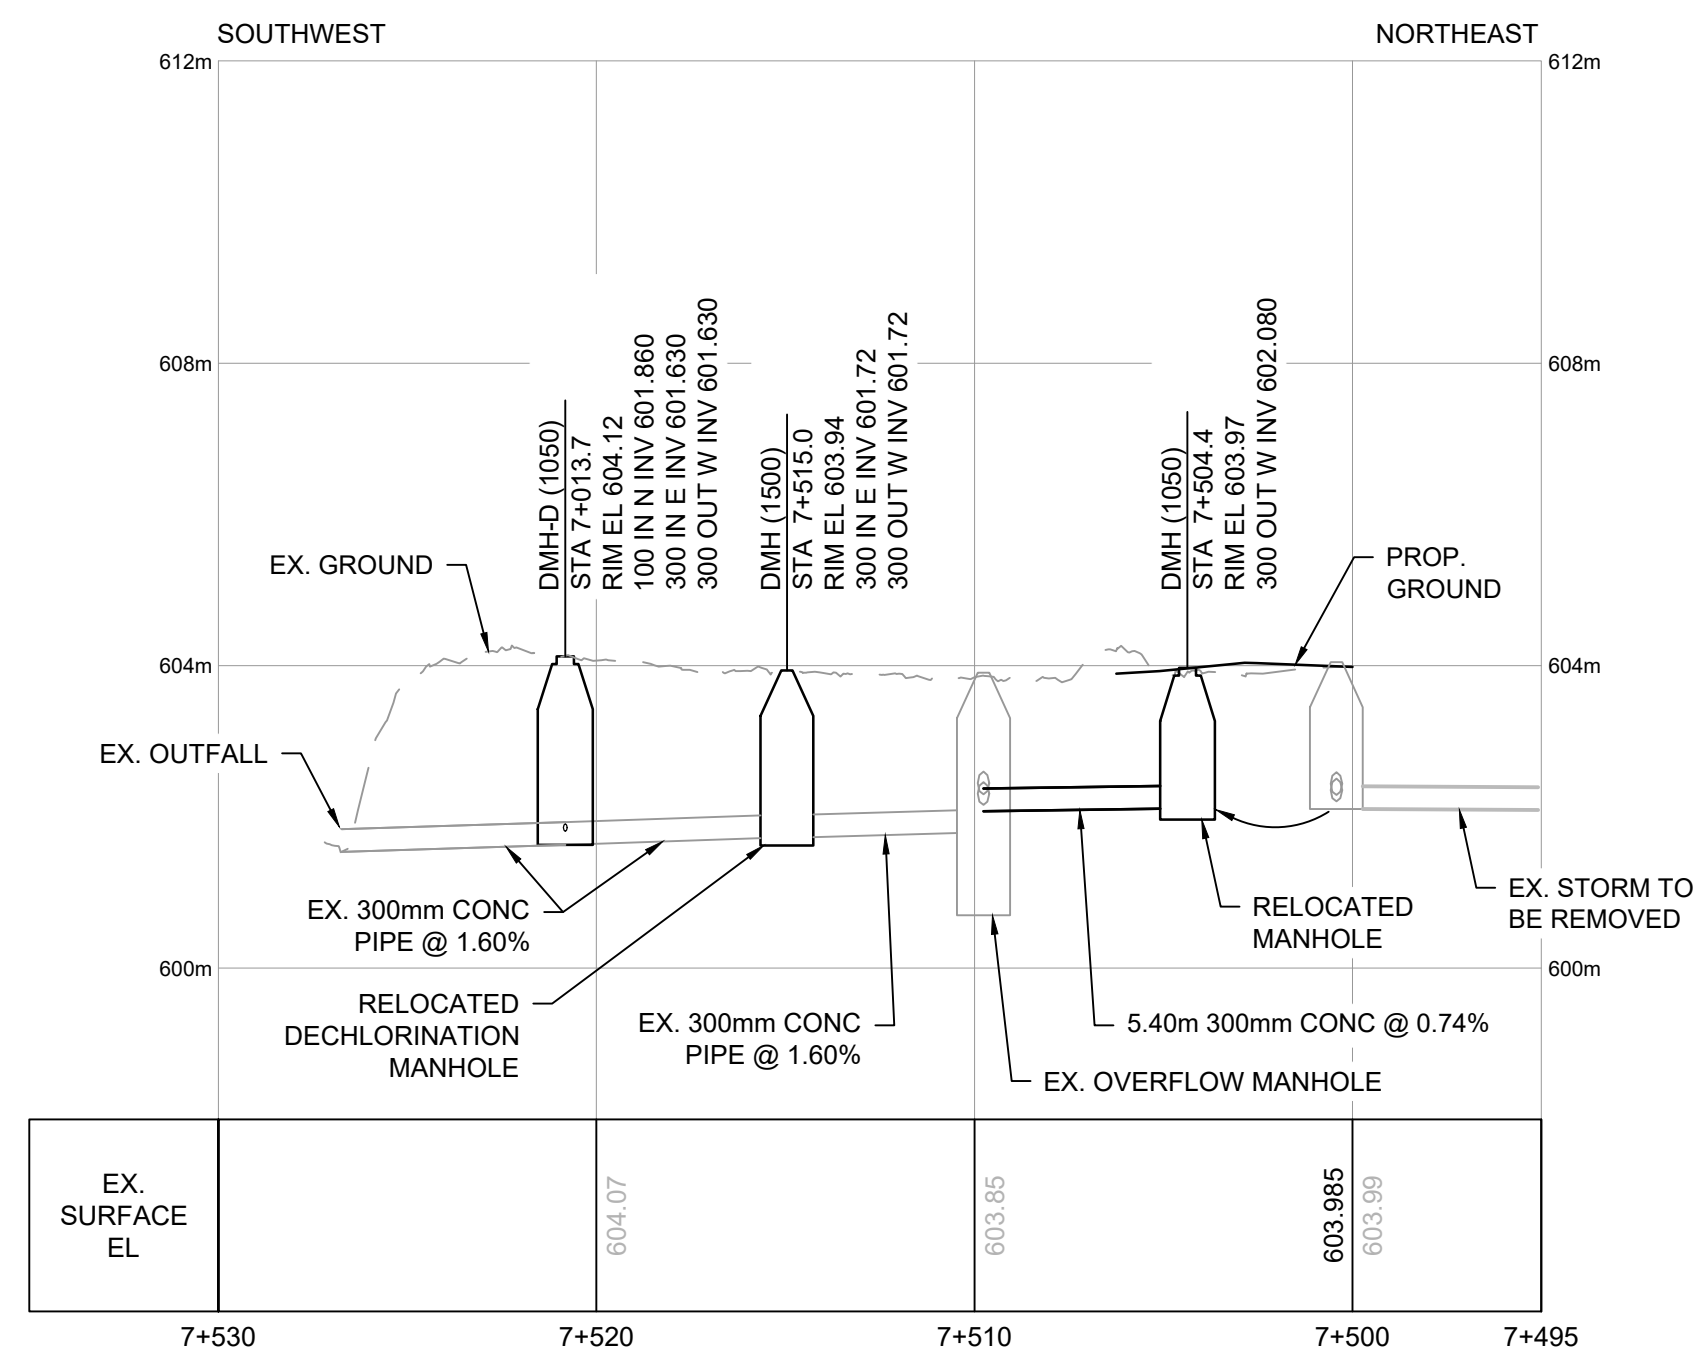 SOUTHWEST
NORTHEAST
612m
612m
608m
608m
DMH-D (1050)
STA 7+013.7
RIM EL 604.12
100 IN N INV 601.860
300 IN E INV 601.630
300 OUT W INV 601.630
DMH (1500)
STA 7+515.0
RIM EL 603.94
300 IN E INV 601.72
300 OUT W INV 601.72
DMH (1050)
STA 7+504.4
RIM EL 603.97
300 OUT W INV 602.080
EX. GROUND
PROP.
GROUND
604m
604m
EX. OUTFALL
EX. 300mm CONC
PIPE @ 1.60%
RELOCATED
MANHOLE
EX. STORM TO
BE REMOVED
600m
600m
RELOCATED
DECHLORINATION
MANHOLE
EX. 300mm CONC
PIPE @ 1.60%
5.40m 300mm CONC @ 0.74%
EX. OVERFLOW MANHOLE
EX.
SURFACE
EL
604.07
603.85
603.985
603.99
7+530
7+520
7+510
7+500
7+495